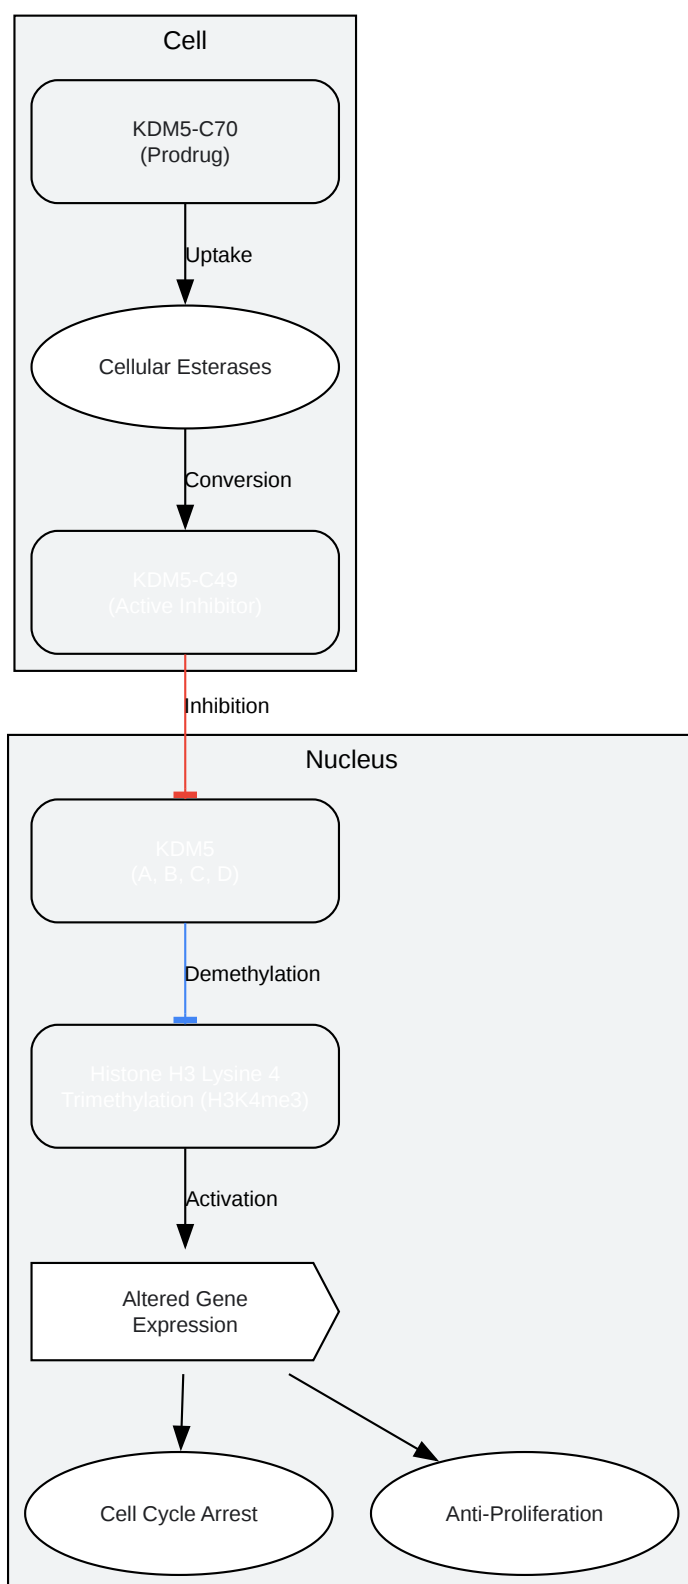 Cell
KDM5-C70
(Prodrug)
Uptake
Cellular Esterases
Conversion
KDM5-C49
(Active Inhibitor)
Inhibition
Nucleus
KDM5
(A, B, C, D)
Demethylation
Histone H3 Lysine 4
Trimethylation (H3K4me3)
Activation
Altered Gene
Expression
Cell Cycle Arrest
Anti-Proliferation